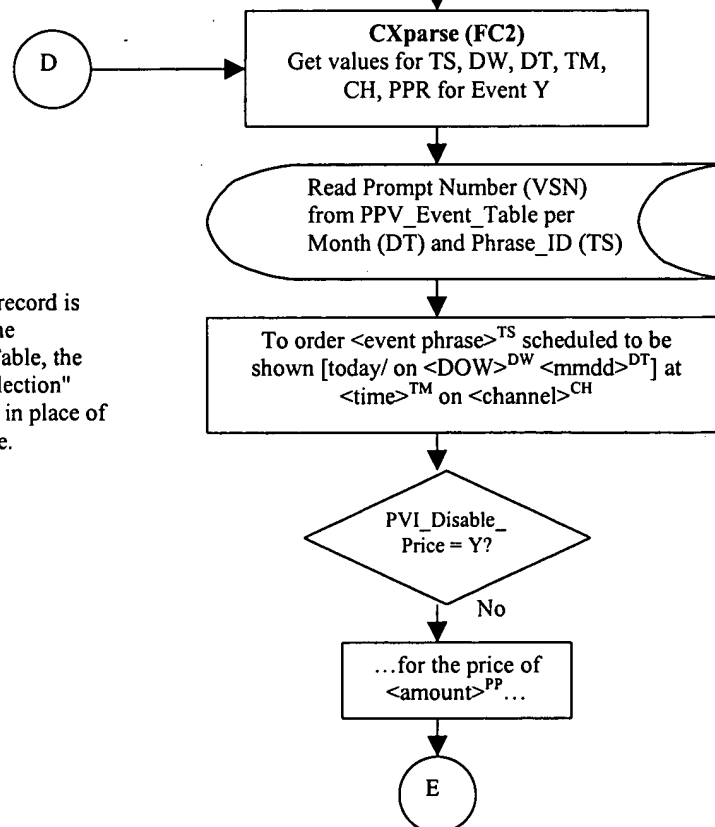 D
CXparse (FC2)
Get values for TS, DW, DT, TM,
CH, PPR for Event Y
Read Prompt Number (VSN)
from PPV_Event_Table per
Month (DT) and Phrase_ID (TS)
record is
Table, the
in place of
To order <event phrase>^TS scheduled to be
shown [today/ on <DOW>^DW <mmdd>^DT] at
<time>^TM on <channel>^CH
PVI_Disable_
Price = Y?
No
…for the price of
<amount>^PP…
E